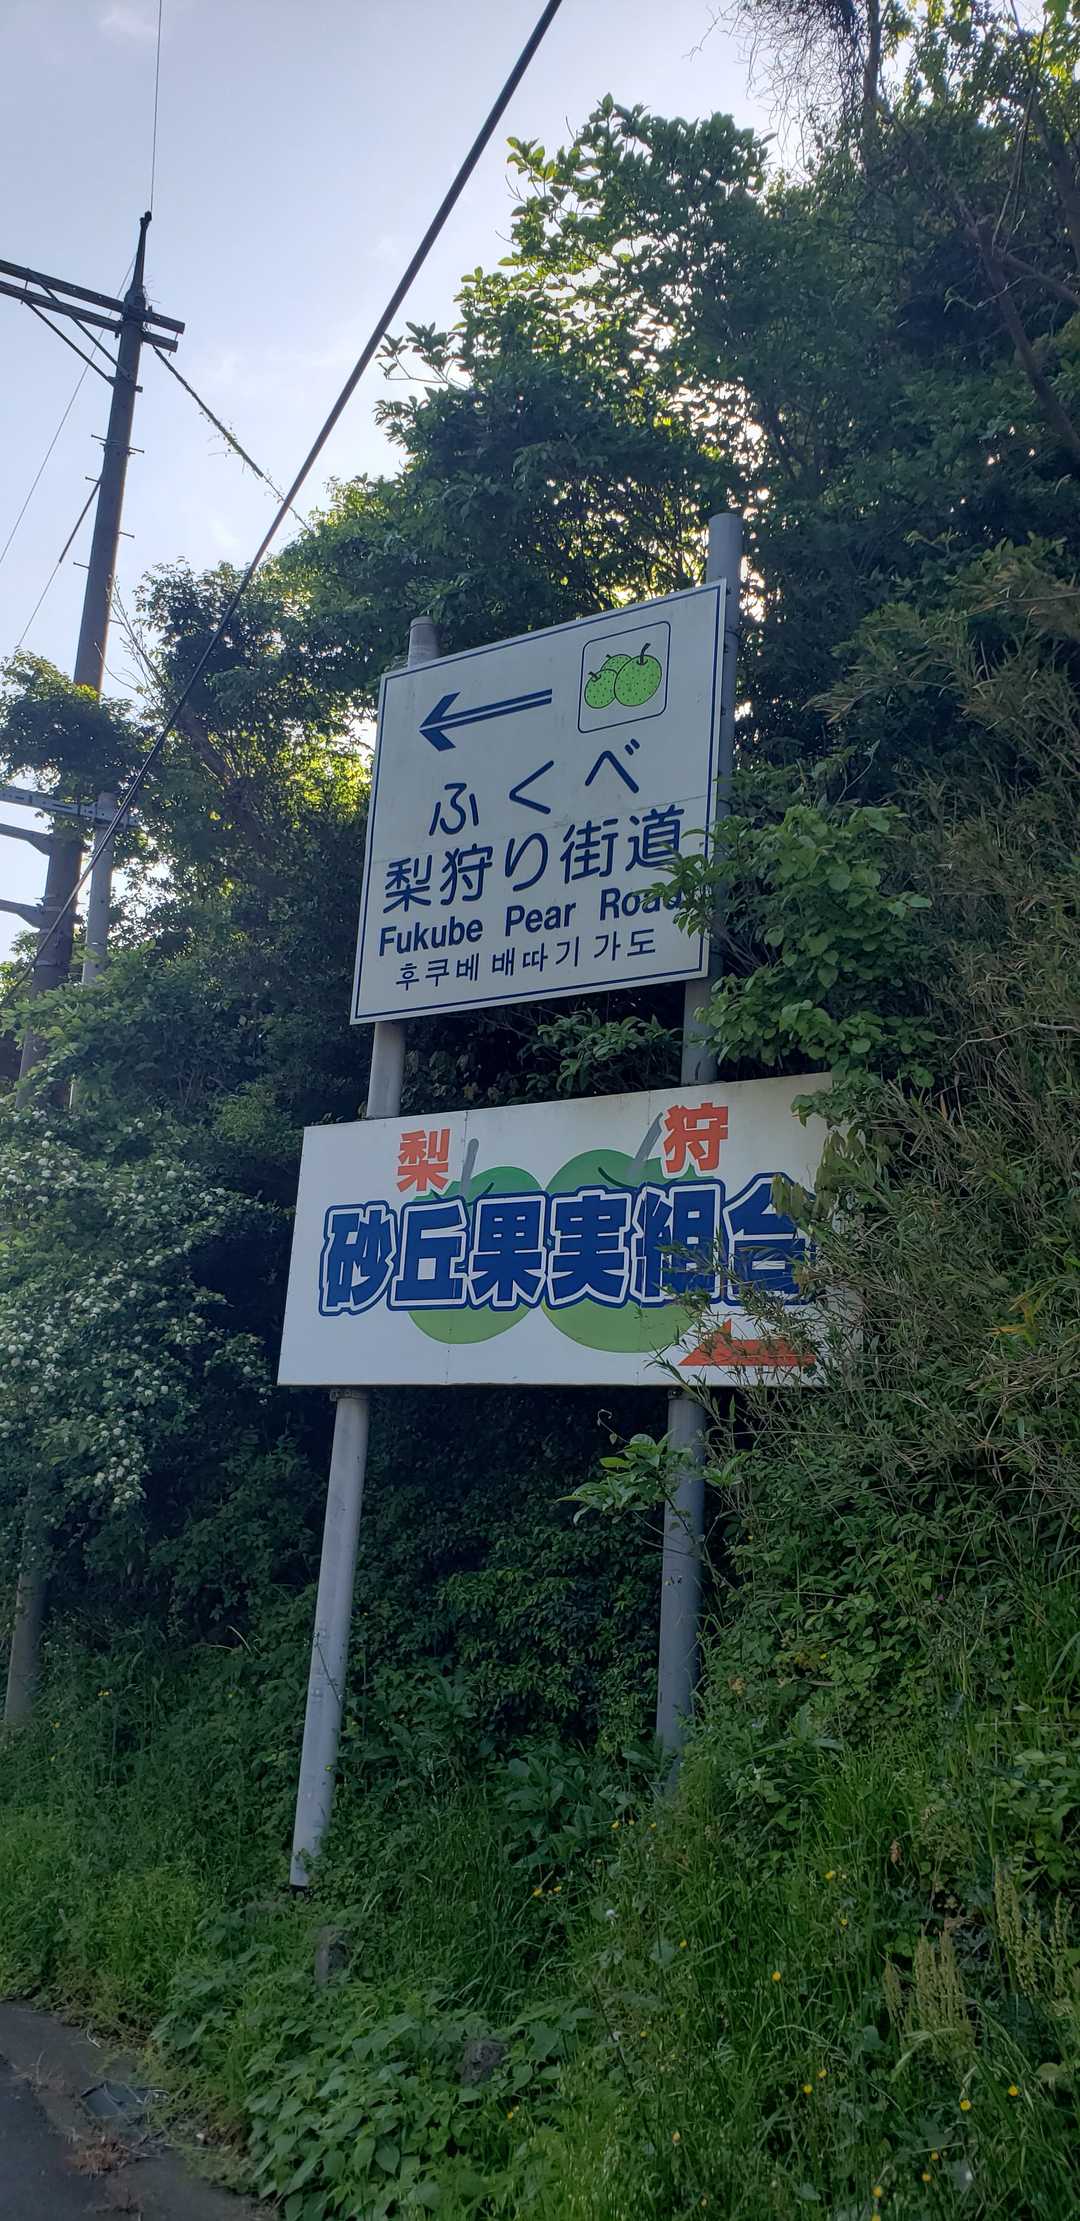 ふくべ
梨狩り街道
Fukube Pear Road
후쿠베 배따기 가도
梨 狩
砂丘果実組合